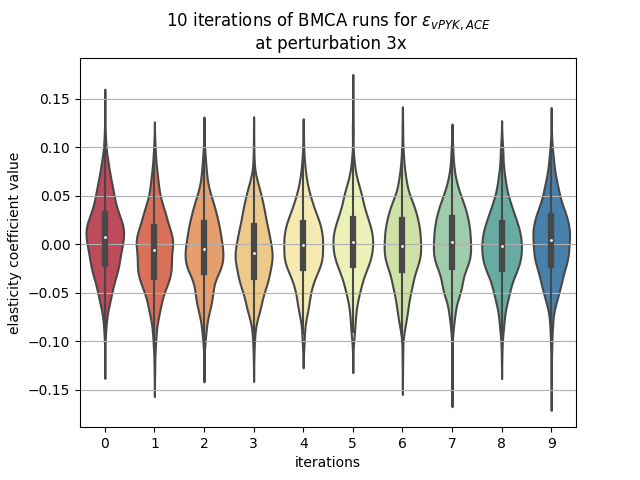 10 iterations of BMCA runs for ε_{vPYK, ACE}
at perturbation 3x
elasticity coefficient value
0.15
0.10
0.05
0.00
−0.05
−0.10
−0.15
0 1 2 3 4 5 6 7 8 9
iterations